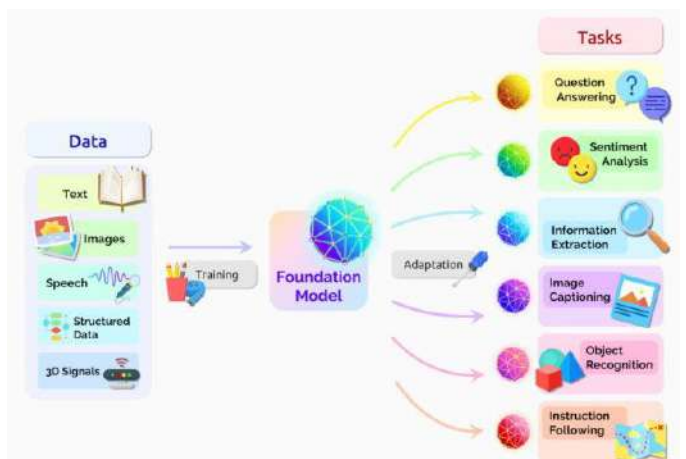 Data
Text
Images
Speech
Structured
Data
3D Signals
Training
Foundation
Model
Adaptation
Tasks
Question
Answering
?
Sentiment
Analysis
Information
Extraction
Image
Captioning
Object
Recognition
Instruction
Following